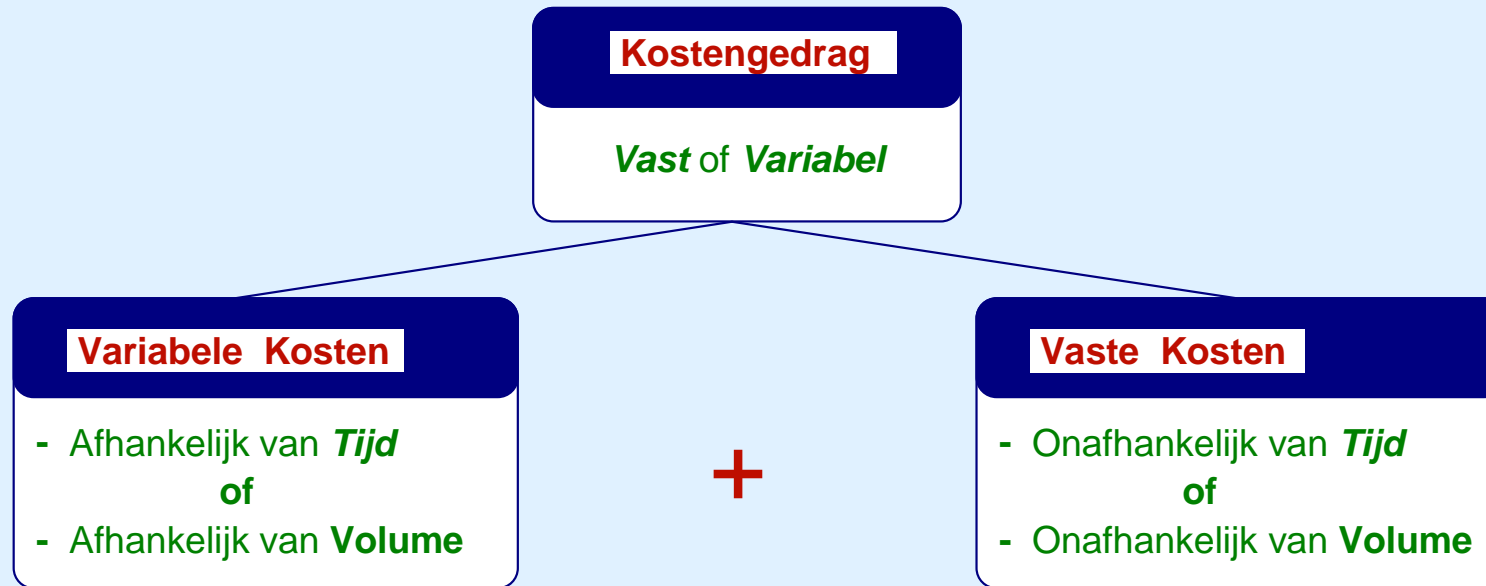 Kostengedrag
Vast of Variabel
Variabele Kosten
- Afhankelijk van Tijd
of
- Afhankelijk van Volume
+
Vaste Kosten
- Onafhankelijk van Tijd
of
- Onafhankelijk van Volume